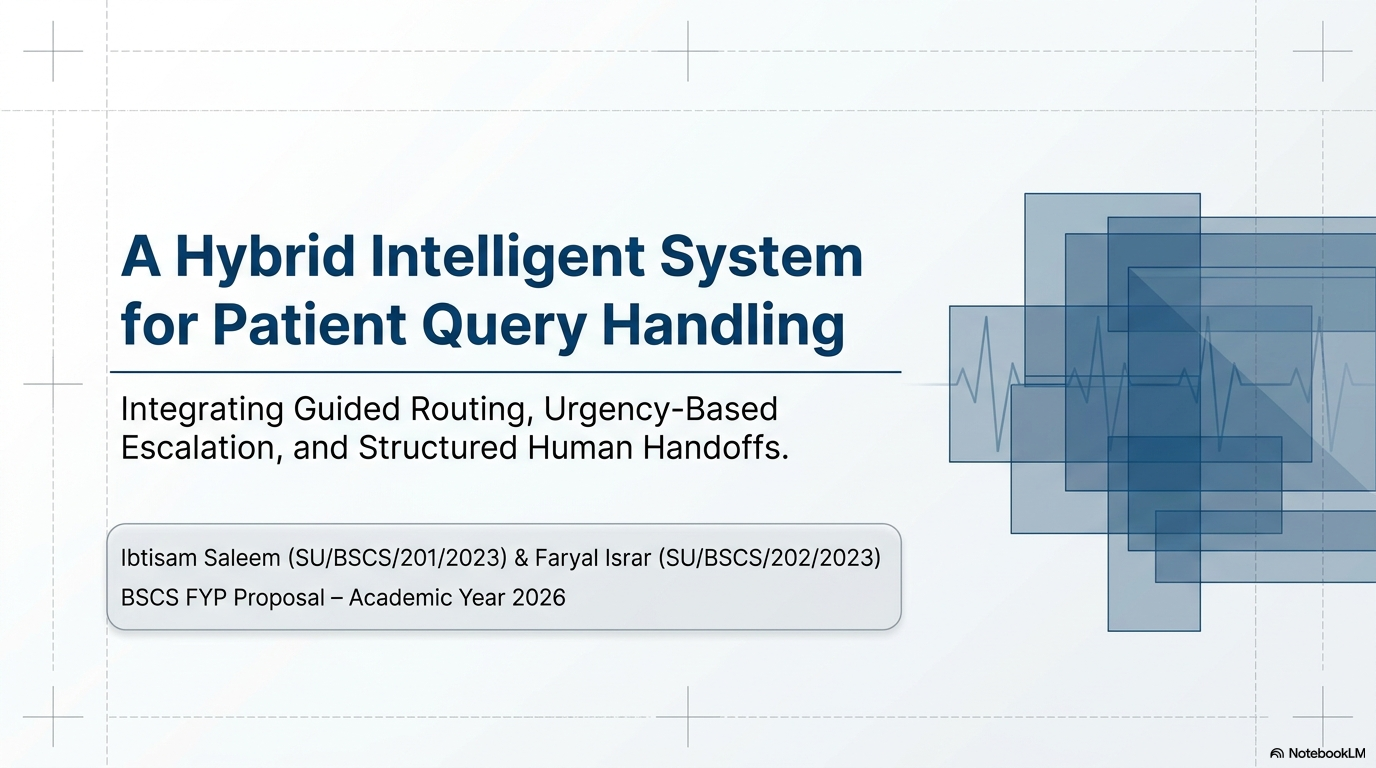 A Hybrid Intelligent System
for Patient Query Handling
Integrating Guided Routing, Urgency-Based
Escalation, and Structured Human Handoffs.
Ibtisam Saleem (SU/BSCS/201/2023) & Faryal Israr (SU/BSCS/202/2023)
BSCS FYP Proposal – Academic Year 2026
NotebookLM